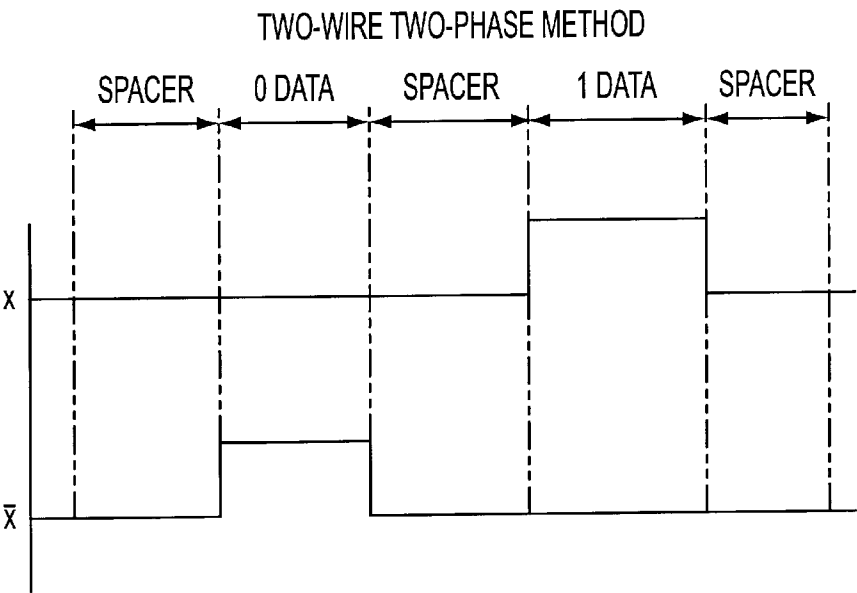 TWO-WIRE TWO-PHASE METHOD
SPACER 0 DATA SPACER 1 DATA SPACER
X
X̅